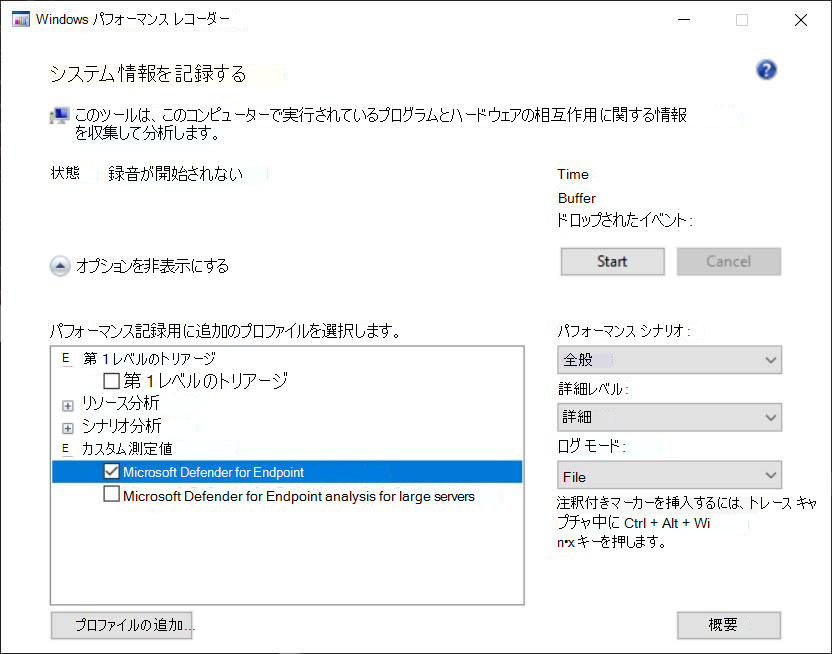 Windows パフォーマンス レコーダー
システム情報を記録する
このツールは、このコンピューターで実行されているプログラムとハードウェアの相互作用に関する情報
を収集して分析します。
状態 録音が開始されない
Time
Buffer
ドロップされたイベント:
オプションを非表示にする
Start Cancel
パフォーマンス記録用に追加のプロファイルを選択します。
E 第 1 レベルのトリアージ
第 1 レベルのトリアージ
リソース分析
シナリオ分析
E カスタム測定値
Microsoft Defender for Endpoint
Microsoft Defender for Endpoint analysis for large servers
パフォーマンス シナリオ:
全般
詳細レベル:
詳細
ログ モード:
File
注釈付きマーカーを挿入するには、トレース キャ
プチャ中に Ctrl + Alt + Wi
n•x キーを押します。
プロファイルの追加...
概要